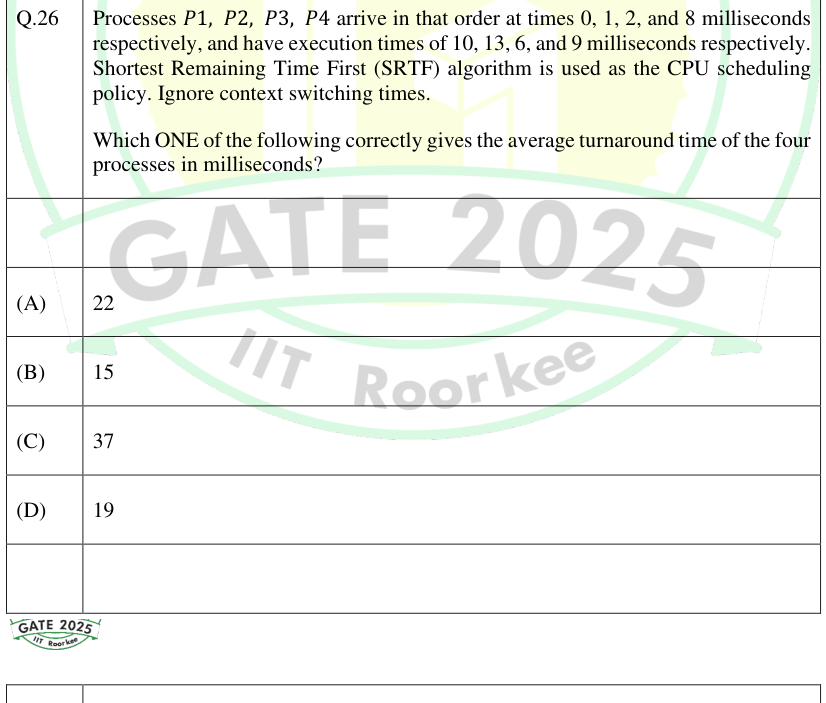 Q.26 Processes P1, P2, P3, P4 arrive in that order at times 0, 1, 2, and 8 milliseconds
respectively, and have execution times of 10, 13, 6, and 9 milliseconds respectively.
Shortest Remaining Time First (SRTF) algorithm is used as the CPU scheduling
policy. Ignore context switching times.
Which ONE of the following correctly gives the average turnaround time of the four
processes in milliseconds?
GATE 2025
(A) 22
IIT Roorkee
(B) 15
(C) 37
(D) 19
GATE 2025
IIT Roorkee